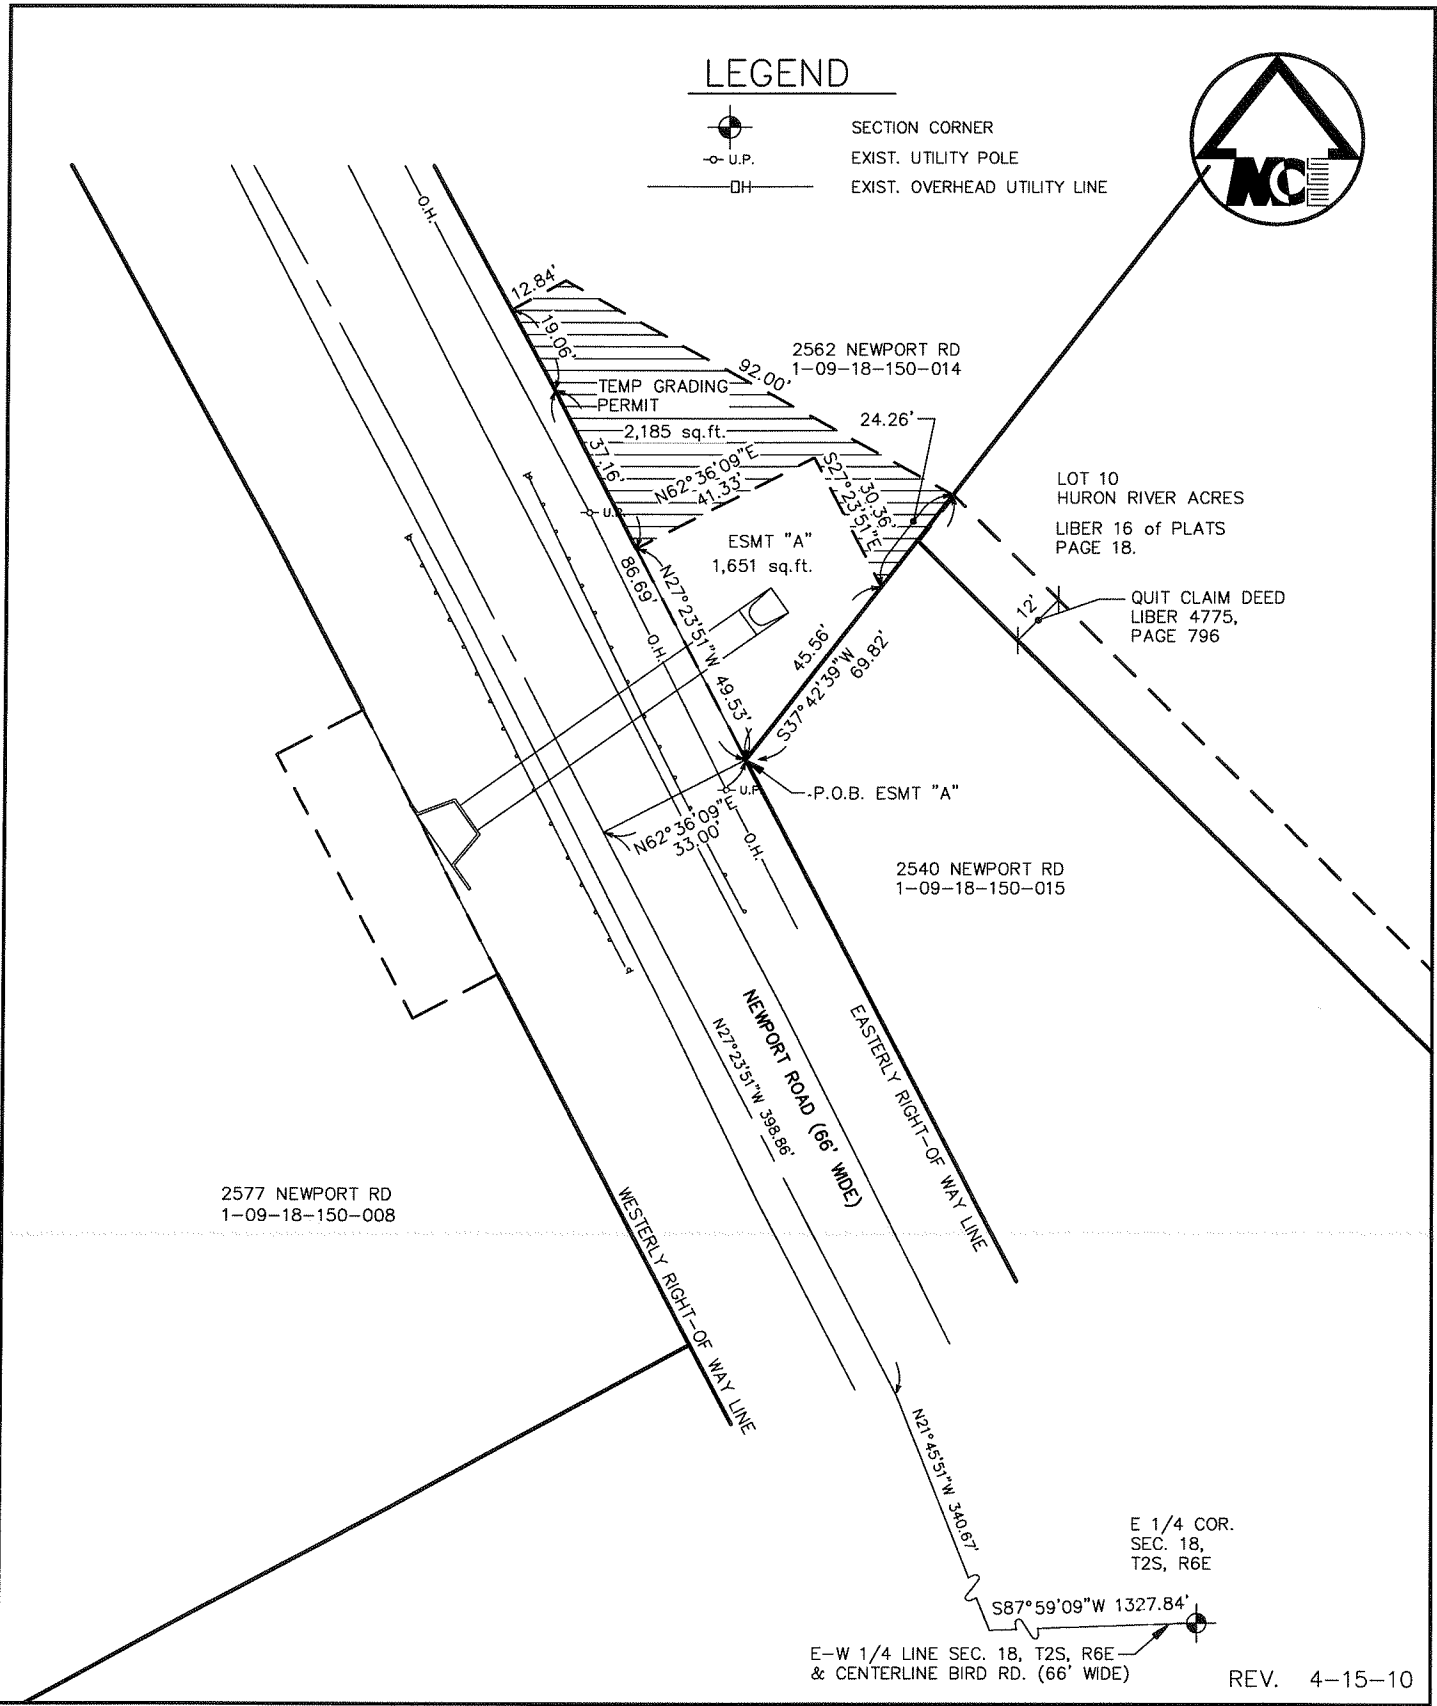 LEGEND
SECTION CORNER
U.P.
EXIST. UTILITY POLE
OH
EXIST. OVERHEAD UTILITY LINE
NCE
O.H.
12.84'
19.06'
2562 NEWPORT RD
1-09-18-150-014
92.00'
TEMP GRADING
PERMIT
2,185 sq.ft.
24.26'
37.16'
N62°36'09"E
41.33'
S27°23'51"E
30.36'
U.P.
LOT 10
HURON RIVER ACRES
LIBER 16 of PLATS
PAGE 18.
ESMT "A"
1,651 sq.ft.
86.69'
N27°23'51"W 49.53'
12'
QUIT CLAIM DEED
LIBER 4775,
PAGE 796
O.H.
45.56'
S37°42'39"W
69.82'
U.P.
P.O.B. ESMT "A"
N62°36'09"E
33.00'
O.H.
2540 NEWPORT RD
1-09-18-150-015
NEWPORT ROAD (66' WIDE)
N27°23'51"W 398.86'
EASTERLY RIGHT-OF WAY LINE
2577 NEWPORT RD
1-09-18-150-008
WESTERLY RIGHT-OF WAY LINE
N21°45'51"W 340.67'
E 1/4 COR.
SEC. 18,
T2S, R6E
S87°59'09"W 1327.84'
E-W 1/4 LINE SEC. 18, T2S, R6E
& CENTERLINE BIRD RD. (66' WIDE)
REV. 4-15-10